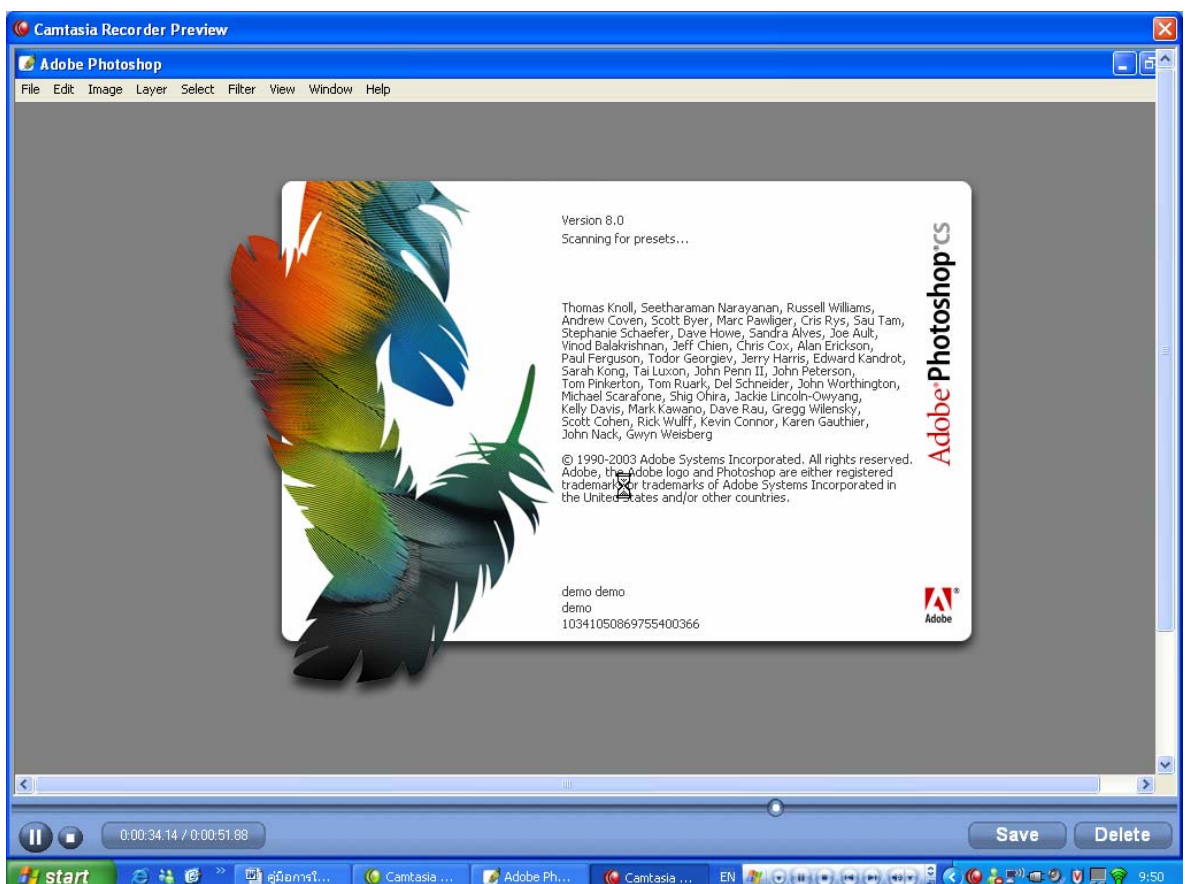 Camtasia Recorder Preview
Adobe Photoshop
File Edit Image Layer Select Filter View Window Help
Version 8.0
Scanning for presets...
Thomas Knoll, Seetharaman Narayanan, Russell Williams,
Andrew Coven, Scott Byer, Marc Pawliger, Cris Rys, Sau Tam,
Stephanie Schaefer, Dave Howe, Sandra Alves, Joe Ault,
Vinod Balakrishnan, Jeff Chien, Chris Cox, Alan Erickson,
Paul Ferguson, Todor Georgiev, Jerry Harris, Edward Kandrot,
Sarah Kong, Tai Luxon, John Penn II, John Peterson,
Tom Pinkerton, Tom Ruark, Del Schneider, John Worthington,
Michael Scarafone, Shig Ohira, Jackie Lincoln-Owyang,
Kelly Davis, Mark Kawano, Dave Rau, Gregg Wilensky,
Scott Cohen, Rick Wulff, Kevin Connor, Karen Gauthier,
John Nack, Gwyn Weisberg
© 1990-2003 Adobe Systems Incorporated. All rights reserved.
Adobe, the Adobe logo and Photoshop are either registered
trademarks or trademarks of Adobe Systems Incorporated in
the United States and/or other countries.
demo demo
demo
10341050869755400366
Adobe® Photoshop® CS
Adobe ®
0:00:34.14 / 0:00:51.88
Save Delete
start คู่มือการใ... Camtasia ... Adobe Ph... Camtasia ... EN 9:50